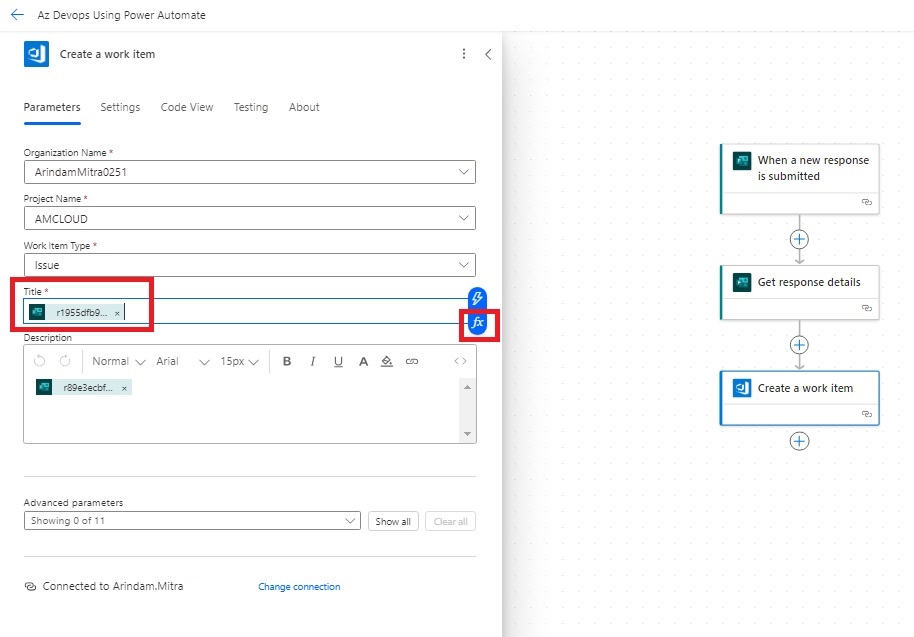 Az Devops Using Power Automate
Create a work item
Parameters Settings Code View Testing About
Organization Name *
ArindamMitra0251
Project Name *
AMCLOUD
Work Item Type *
Issue
Title *
r1955dfb9... ×
fx
Description
Normal Arial 15px B I U A <>
r89e3ecbf... ×
Advanced parameters
Showing 0 of 11 Show all Clear all
Connected to Arindam.Mitra Change connection
When a new response
is submitted
Get response details
Create a work item